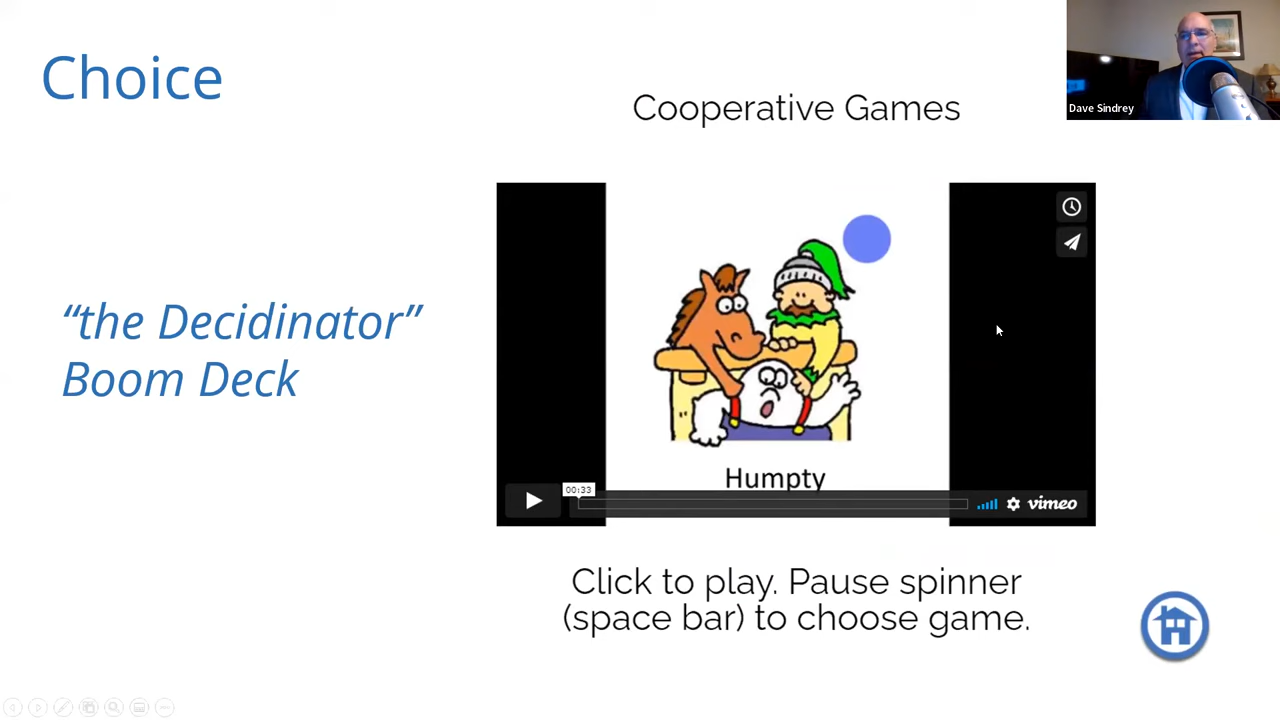 Choice
Cooperative Games
Dave Sindrey
“the Decidinator”
Boom Deck
Humpty
00:33
vimeo
Click to play. Pause spinner
(space bar) to choose game.